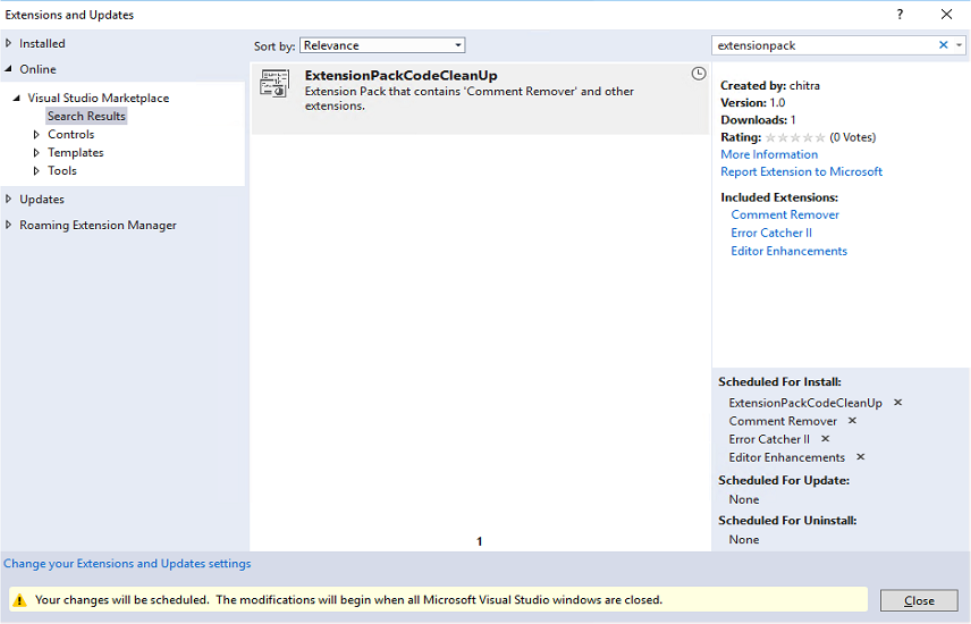 Extensions and Updates
?
Installed
Online
Visual Studio Marketplace
Search Results
Controls
Templates
Tools
Updates
Roaming Extension Manager
Sort by: Relevance
ExtensionPackCodeCleanUp
Extension Pack that contains 'Comment Remover' and other
extensions.
1
extensionpack
Created by: chitra
Version: 1.0
Downloads: 1
Rating: (0 Votes)
More Information
Report Extension to Microsoft
Included Extensions:
Comment Remover
Error Catcher II
Editor Enhancements
Scheduled For Install:
ExtensionPackCodeCleanUp
Comment Remover
Error Catcher II
Editor Enhancements
Scheduled For Update:
None
Scheduled For Uninstall:
None
Change your Extensions and Updates settings
Your changes will be scheduled. The modifications will begin when all Microsoft Visual Studio windows are closed.
Close